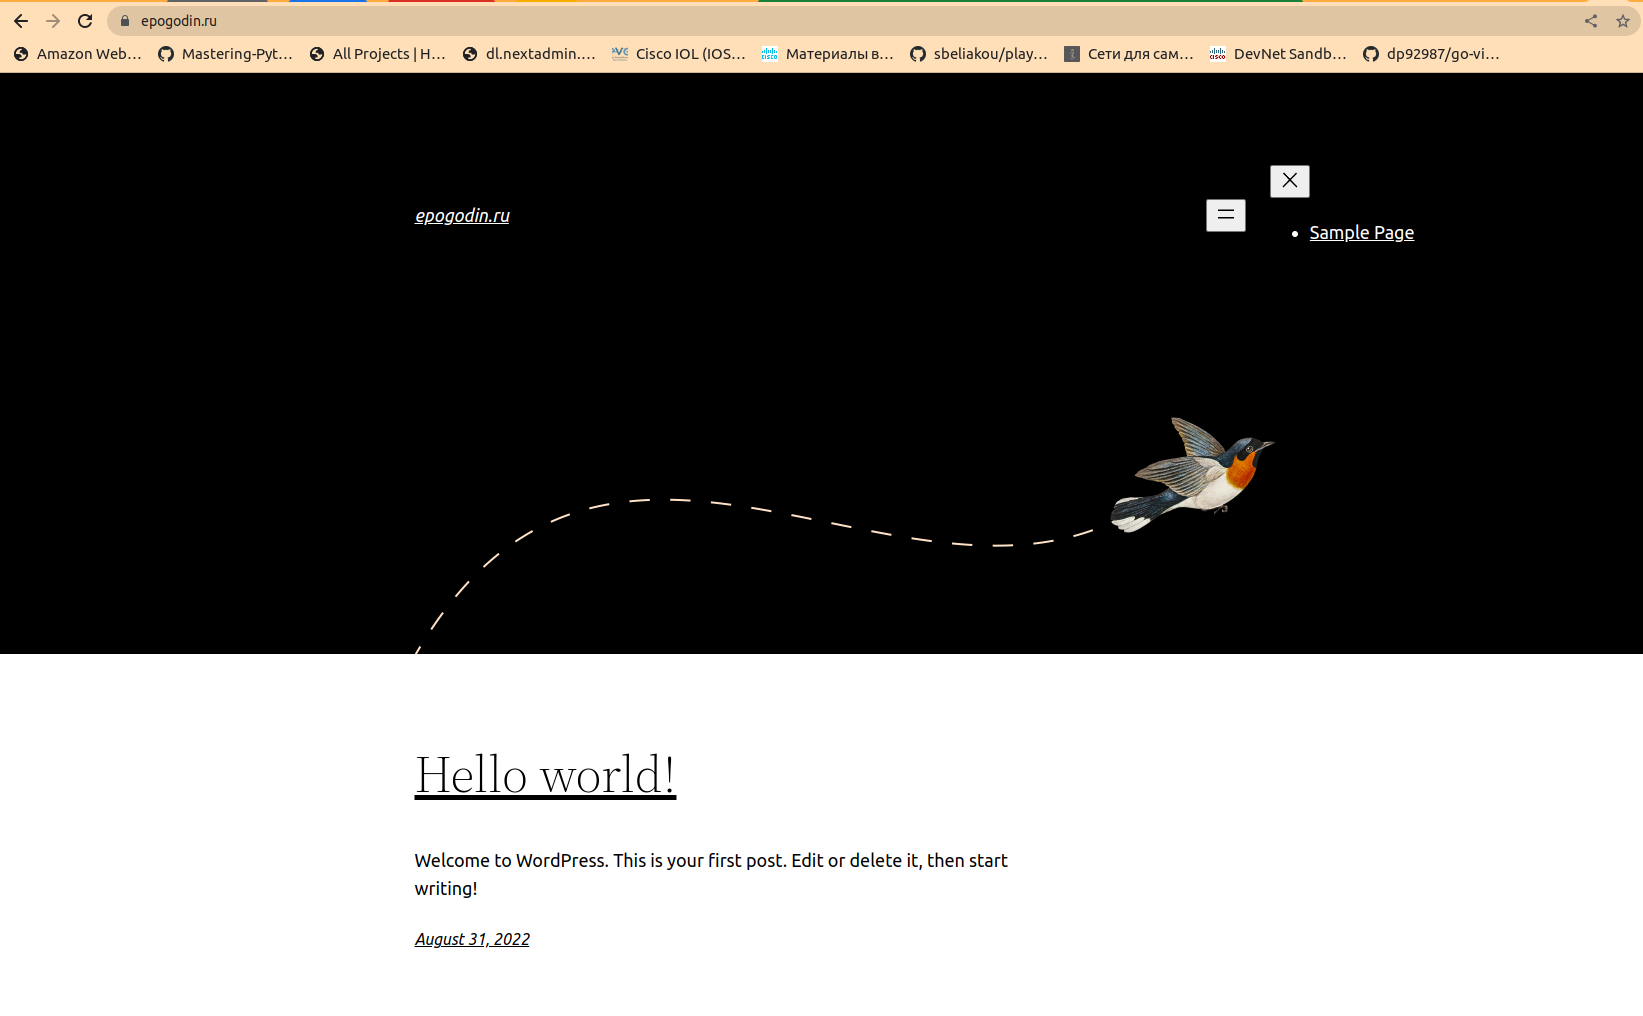 epogodin.ru
Amazon Web... Mastering-Pyt... All Projects | H... dl.nextadmin.... Cisco IOL (IOS... Материалы в... sbeliakou/play... Сети для сам... DevNet Sandb... dp92987/go-vi...
epogodin.ru
Sample Page
Hello world!
Welcome to WordPress. This is your first post. Edit or delete it, then start
writing!
August 31, 2022